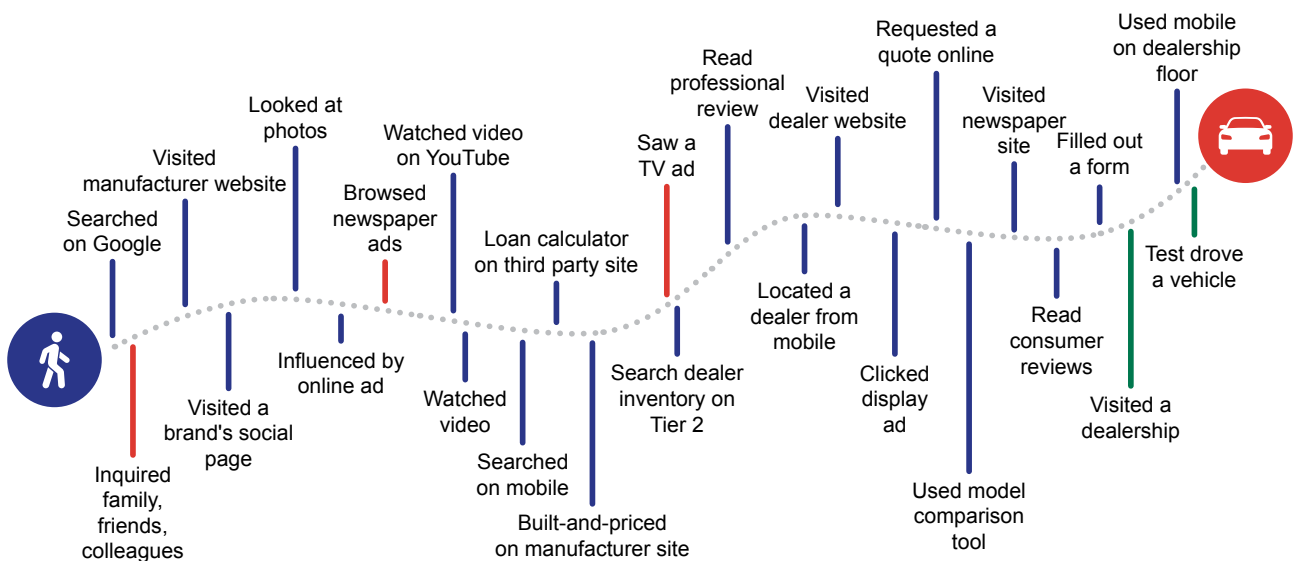 Searched
on Google
Inquired
family,
friends,
colleagues
Visited
manufacturer website
Visited a
brand's social
page
Looked at
photos
Influenced by
online ad
Browsed
newspaper
ads
Watched video
on YouTube
Watched
video
Searched
on mobile
Loan calculator
on third party site
Built-and-priced
on manufacturer site
Saw a
TV ad
Search dealer
inventory on
Tier 2
Read
professional
review
Located a
dealer from
mobile
Visited
dealer website
Clicked
display
ad
Requested a
quote online
Used model
comparison
tool
Visited
newspaper
site
Read
consumer
reviews
Filled out
a form
Visited a
dealership
Used mobile
on dealership
floor
Test drove
a vehicle